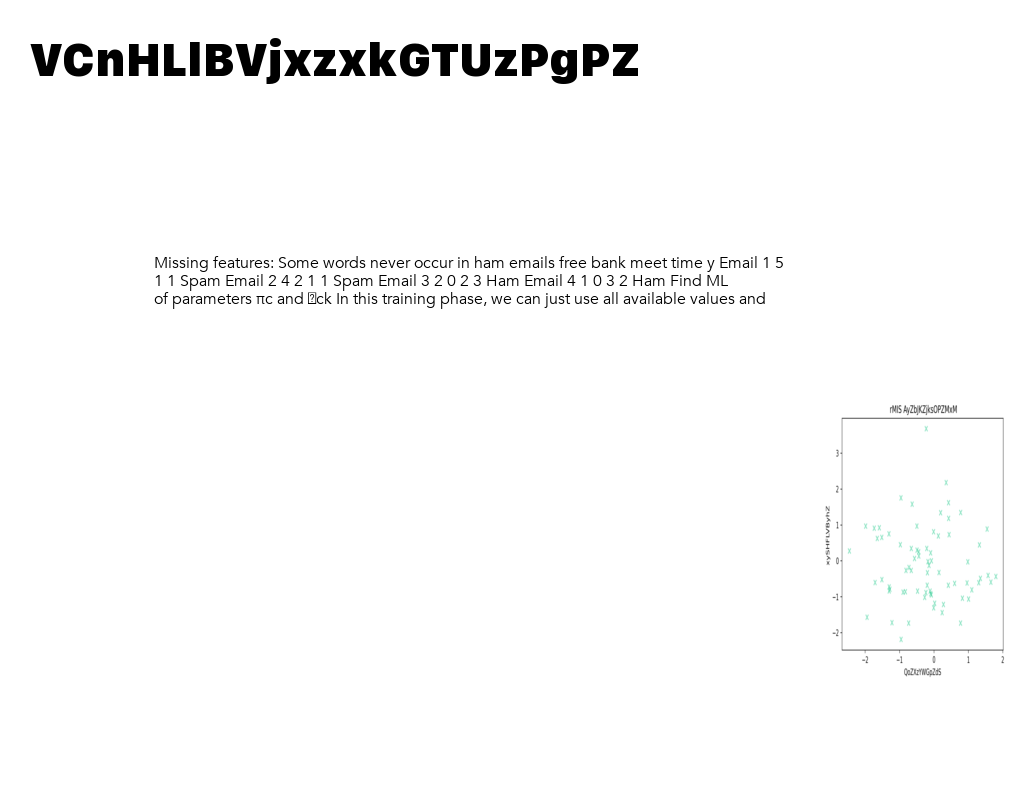 VCnHLlBVjxzxkGTUzPgPZ
Missing features: Some words never occur in ham emails free bank meet time y Email 1 5
1 1 Spam Email 2 4 2 1 1 Spam Email 3 2 0 2 3 Ham Email 4 1 0 3 2 Ham Find ML
of parameters πc and ck In this training phase, we can just use all available values and
rMIS AyZbJKZjksOPZMxM
xySHFLVByhZ
3
2
1
0
−1
−2
−2 −1 0 1 2
QoZXzYWGpZdS